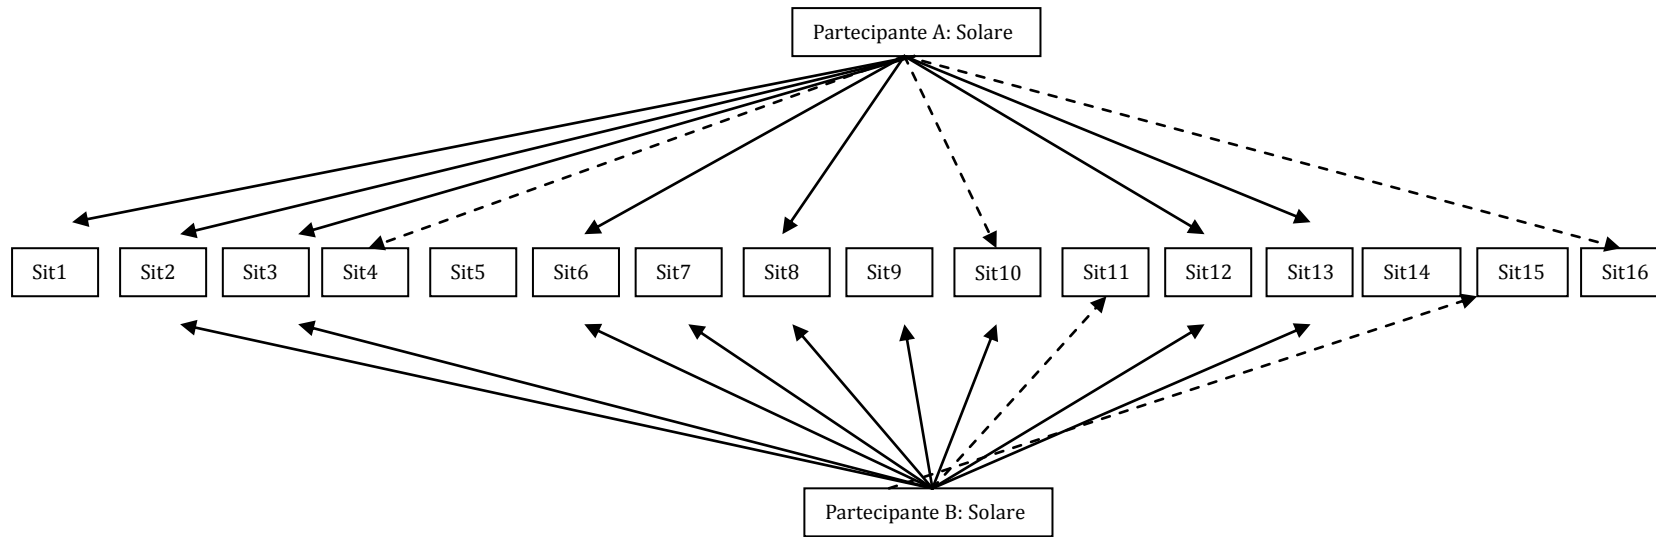 Partecipante A: Solare
Sit1 Sit2 Sit3 Sit4 Sit5 Sit6 Sit7 Sit8 Sit9 Sit10 Sit11 Sit12 Sit13 Sit14 Sit15 Sit16
Partecipante B: Solare